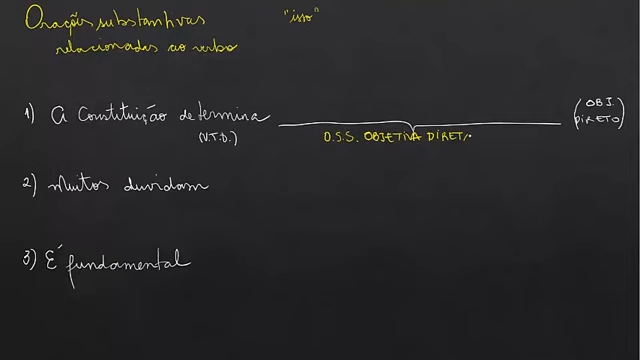 Orações substantivas "isso"
relacionadas ao verbo
1) A Constituição determina (OBJ. DIRETO)
(V.T.D.) O.S.S. OBJETIVA DIRETA
2) Muitos duvidam
3) É fundamental